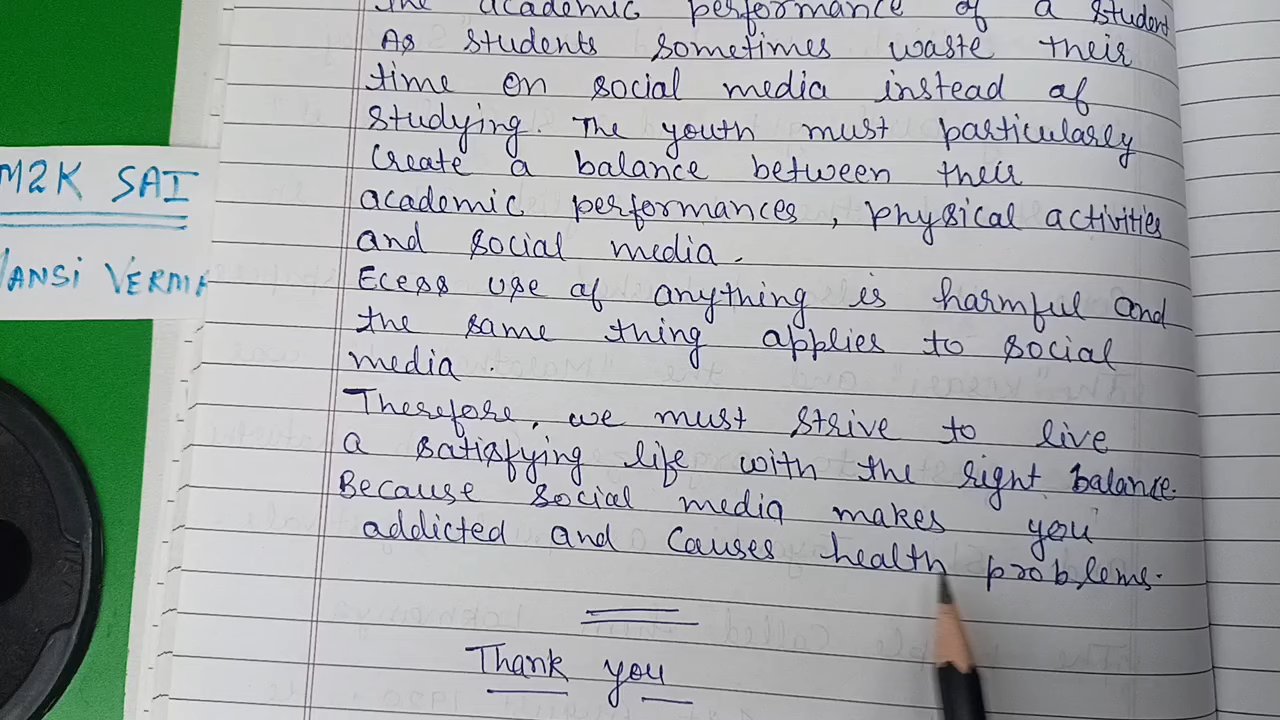 The academic performance of a student
As students sometimes waste their
time on social media instead of
studying. The youth must particularly
create a balance between their
academic performances, physical activities
and social media.
Ecess use of anything is harmful and
the same thing applies to social
media.
Therefore, we must strive to live
a satisfying life with the right balance.
Because social media makes you
addicted and causes health problems.
Thank you
M2K SAI
MANSI VERMA